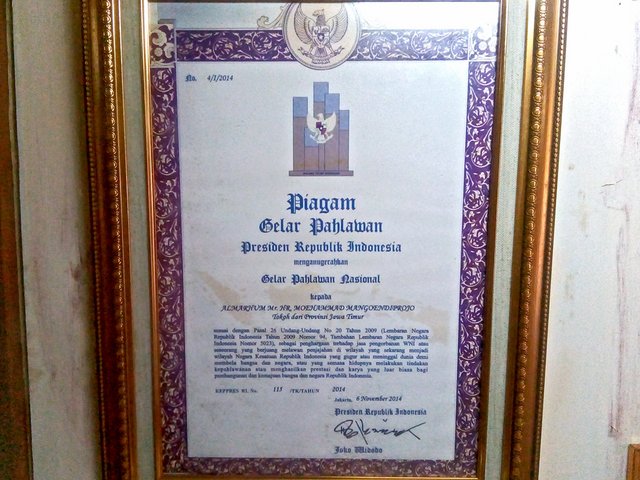 No. 4/I/2014
Piagam
Gelar Pahlawan
Presiden Republik Indonesia
menganugerahkan
Gelar Pahlawan Nasional
kepada
ALMARHUM Mr. HR. MOEHAMMAD MANGOENDIPROJO
Tokoh dari Provinsi Jawa Timur
sesuai dengan Pasal 26 Undang-Undang No 20 Tahun 2009 (Lembaran Negara
Republik Indonesia Tahun 2009 Nomor 94, Tambahan Lembaran Negara Republik
Indonesia Nomor 5023), sebagai penghargaan terhadap jasa pengorbanan WNI atau
seseorang yang berjuang melawan penjajahan di wilayah yang sekarang menjadi
wilayah Negara Kesatuan Republik Indonesia yang gugur atau meninggal dunia demi
membela bangsa dan negara, atau yang semasa hidupnya melakukan tindakan
kepahlawanan atau menghasilkan prestasi dan karya yang luar biasa bagi
pembangunan dan kemajuan bangsa dan negara Republik Indonesia.
KEPPRES RI. No. 115 /TK/TAHUN 2014
Jakarta, 6 November 2014
Presiden Republik Indonesia
Joko Widodo